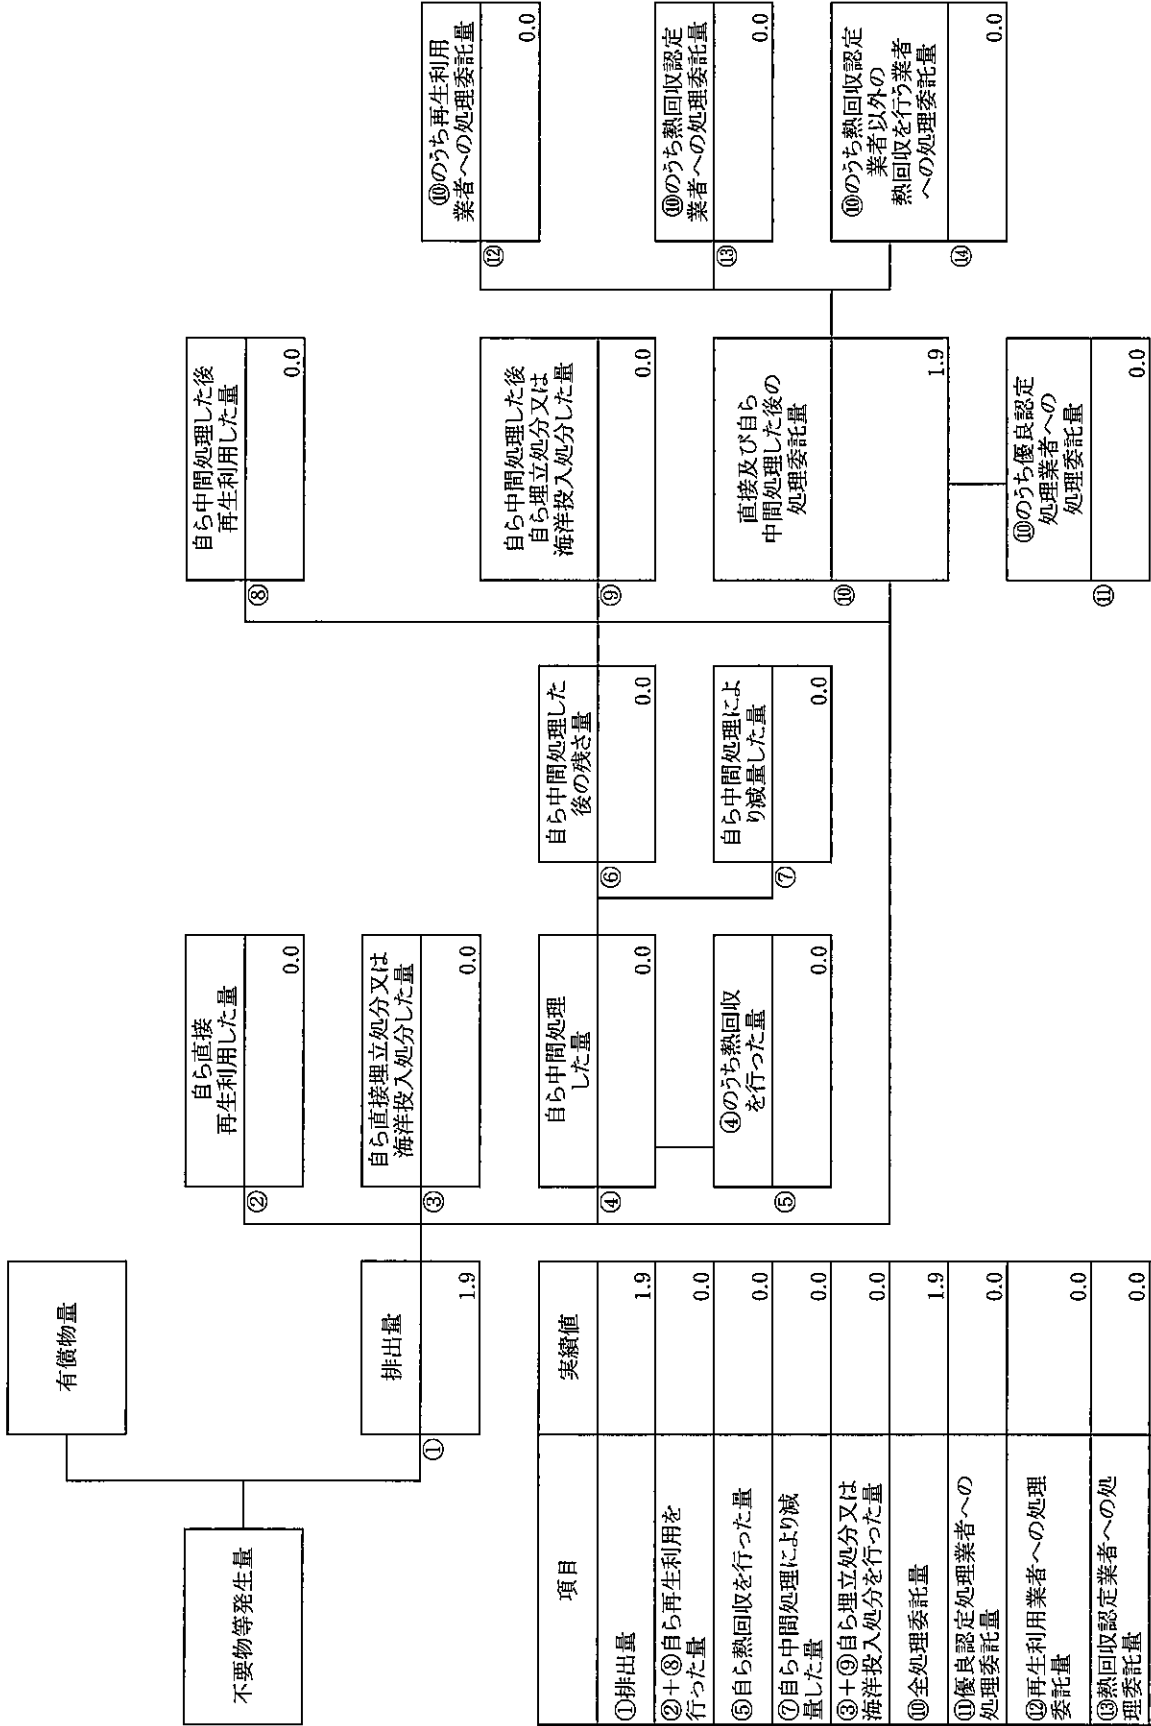 不要物等発生量
有償物量
排出量
①
1.9
自ら直接
再生利用した量
②
0.0
自ら直接埋立処分又は
海洋投入処分した量
③
0.0
自ら中間処理
した量
④
0.0
④のうち熱回収
を行った量
⑤
0.0
自ら中間処理した
後の残さ量
⑥
0.0
自ら中間処理によ
り減量した量
⑦
0.0
自ら中間処理した後
再生利用した量
⑧
0.0
自ら中間処理した後
自ら埋立処分又は
海洋投入処分した量
⑨
0.0
直接及び自ら
中間処理した後の
処理委託量
⑩
1.9
⑩のうち優良認定
処理業者への
処理委託量
⑪
0.0
⑩のうち再生利用
業者への処理委託量
⑫
0.0
⑩のうち熱回収認定
業者への処理委託量
⑬
0.0
⑩のうち熱回収認定
業者以外の
熱回収を行う業者
への処理委託量
⑭
0.0
項目 実績値
①排出量 1.9
②+⑧自ら再生利用を
行った量 0.0
⑤自ら熱回収を行った量 0.0
⑦自ら中間処理により減
量した量 0.0
③+⑨自ら埋立処分又は
海洋投入処分を行った量 0.0
⑩全処理委託量 1.9
⑪優良認定処理業者への
処理委託量 0.0
⑫再生利用業者への処理
委託量 0.0
⑬熱回収認定業者への処
理委託量 0.0